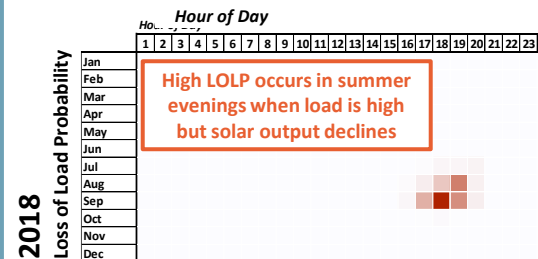 Hour of Day
Hour of Day
1 2 3 4 5 6 7 8 9 10 11 12 13 14 15 16 17 18 19 20 21 22 23
2018
Loss of Load Probability
Jan
Feb
Mar
Apr
May
Jun
Jul
Aug
Sep
Oct
Nov
Dec
High LOLP occurs in summer
evenings when load is high
but solar output declines